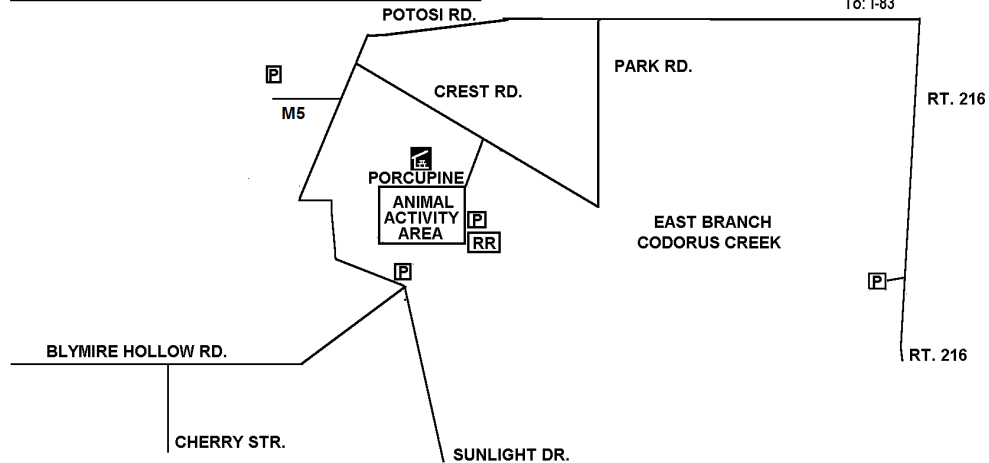 To: I-83
POTOSI RD.
P
PARK RD.
CREST RD.
RT. 216
M5
PORCUPINE
ANIMAL
ACTIVITY
AREA
P
RR
EAST BRANCH
CODORUS CREEK
P
P
BLYMIRE HOLLOW RD.
RT. 216
CHERRY STR.
SUNLIGHT DR.